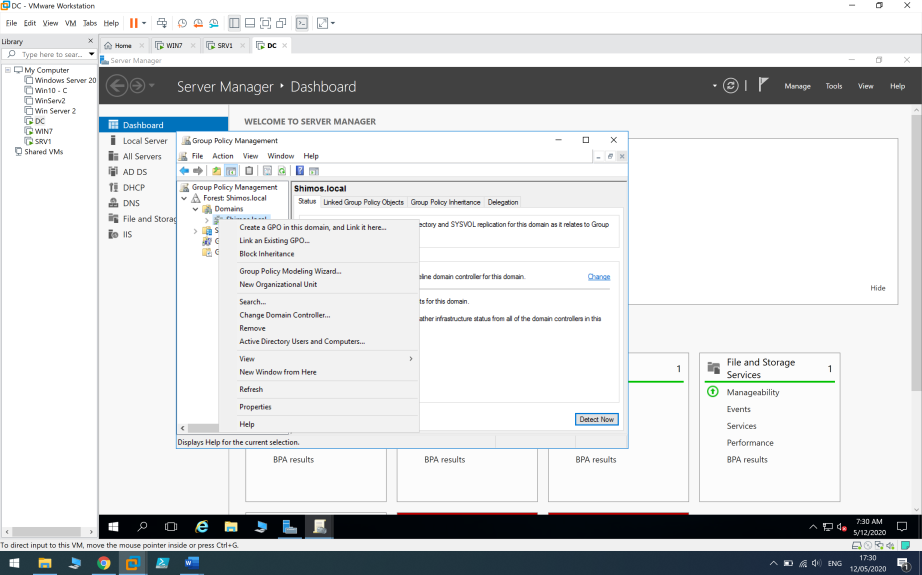 DC - VMware Workstation
File Edit View VM Tabs Help
Library
Type here to sear...
My Computer
Windows Server 20
Win10 - C
WinServ2
Win Server 2
DC
WIN7
SRV1
Shared VMs
Home
WIN7
SRV1
DC
Server Manager
Server Manager Dashboard
Manage Tools View Help
Dashboard
Local Server
All Servers
AD DS
DHCP
DNS
File and Storag
IIS
WELCOME TO SERVER MANAGER
Group Policy Management
File Action View Window Help
Group Policy Management
Forest: Shimos.local
Domains
Shimos.local
Shimos.local
Status Linked Group Policy Objects Group Policy Inheritance Delegation
ectory and SYSVOL replication for this domain as it relates to Group
line domain controller for this domain.
Change
ts for this domain.
ather infrastructure status from all of the domain controllers in this
Detect Now
Create a GPO in this domain, and Link it here...
Link an Existing GPO...
Block Inheritance
Group Policy Modeling Wizard...
New Organizational Unit
Search...
Change Domain Controller...
Remove
Active Directory Users and Computers...
View
New Window from Here
Refresh
Properties
Help
Displays Help for the current selection.
Hide
1
File and Storage
Services
1
Manageability
Events
Services
Performance
BPA results
BPA results
BPA results
BPA results
7:30 AM
5/12/2020
To direct input to this VM, move the mouse pointer inside or press Ctrl+G.
ENG
17:30
12/05/2020